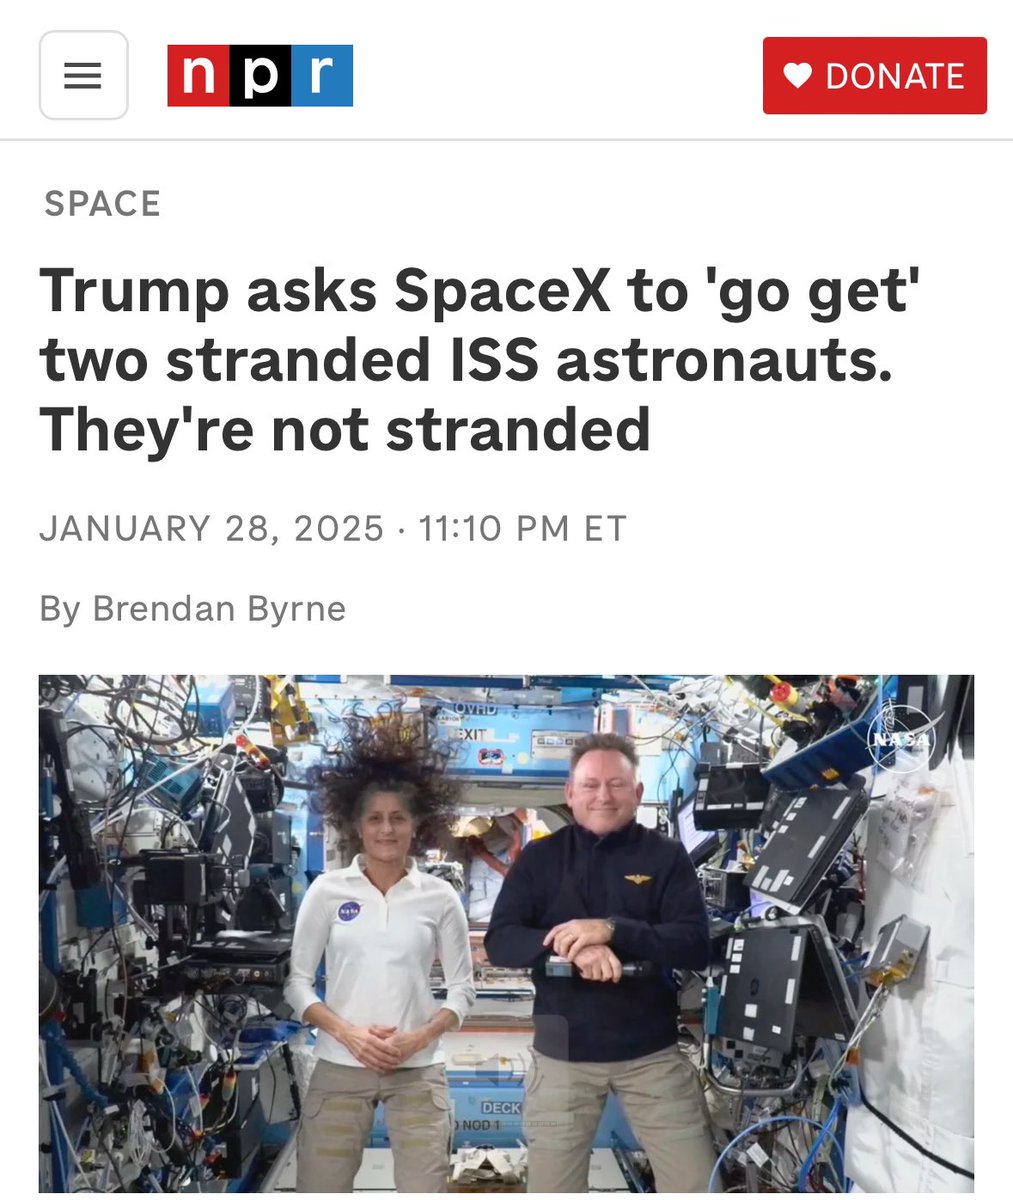 npr
DONATE
SPACE
Trump asks SpaceX to 'go get'
two stranded ISS astronauts.
They're not stranded
JANUARY 28, 2025 · 11:10 PM ET
By Brendan Byrne
OVHD
EXIT
NASA
DECK
NOD 1